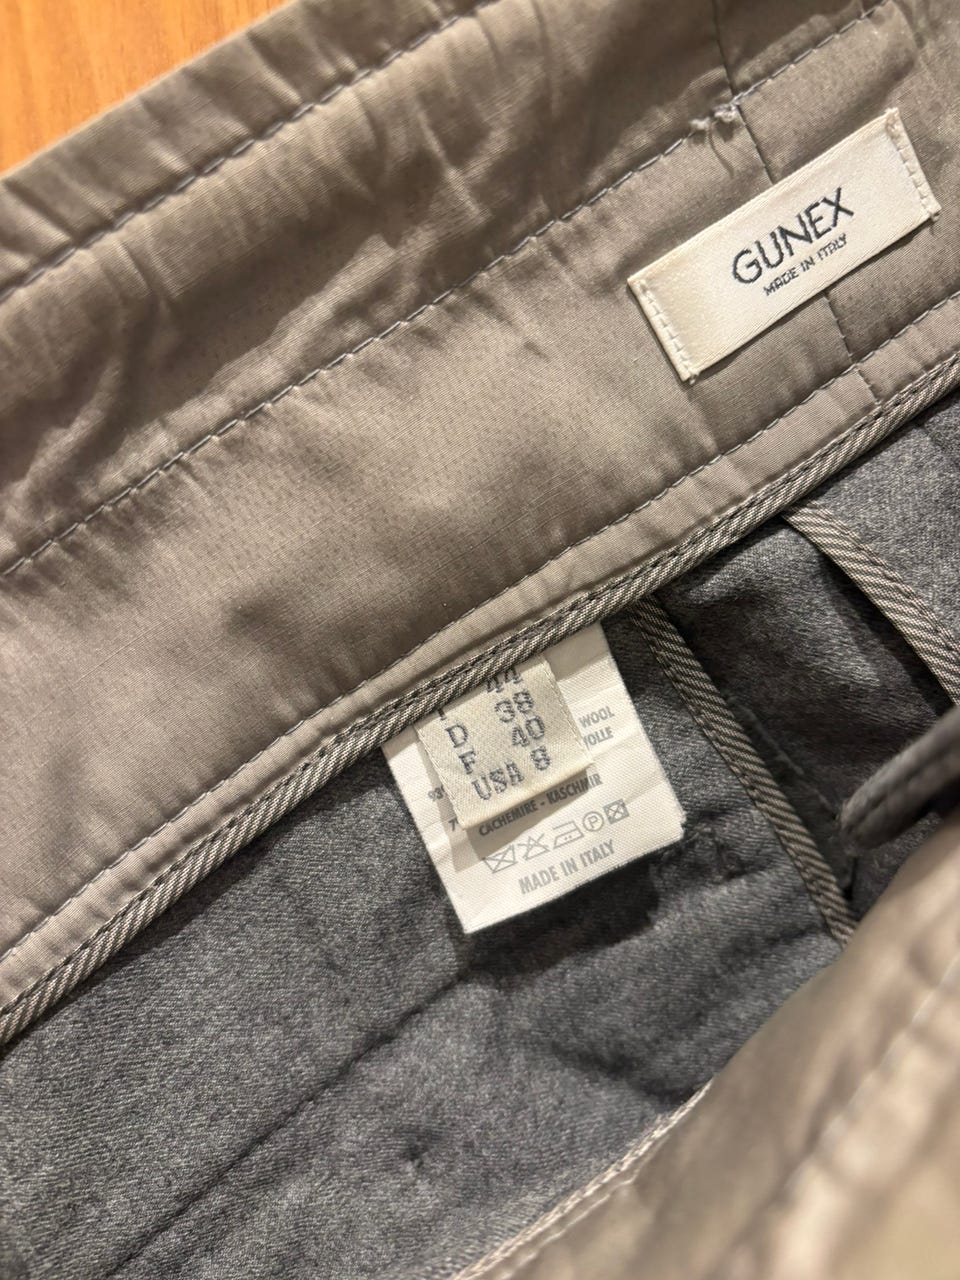 GUNEX
MADE IN ITALY
44
D 38
F 40
USA 8
WOOL
CACHEMIRE - KASCHMIR
MADE IN ITALY